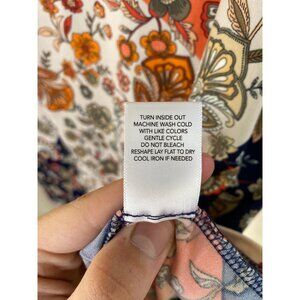 TURN INSIDE OUT
MACHINE WASH COLD
WITH LIKE COLORS
GENTLE CYCLE
DO NOT BLEACH
RESHAPE LAY FLAT TO DRY
COOL IRON IF NEEDED